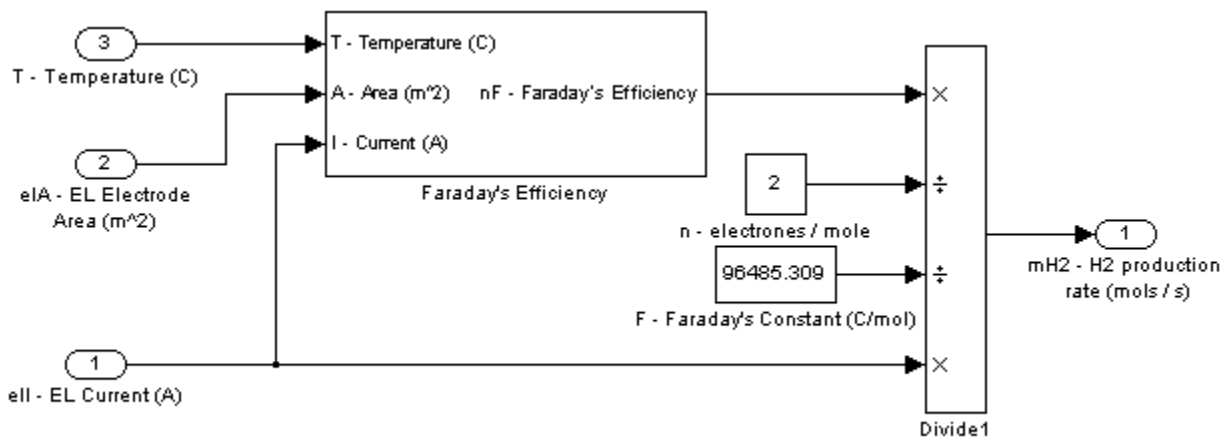 3
T - Temperature (C)
2
elA - EL Electrode
Area (m^2)
1
elI - EL Current (A)
T - Temperature (C)
A - Area (m^2)
nF - Faraday's Efficiency
I - Current (A)
Faraday's Efficiency
2
n - electrones / mole
96485.309
F - Faraday's Constant (C/mol)
×
÷
÷
×
Divide1
1
mH2 - H2 production
rate (mols / s)